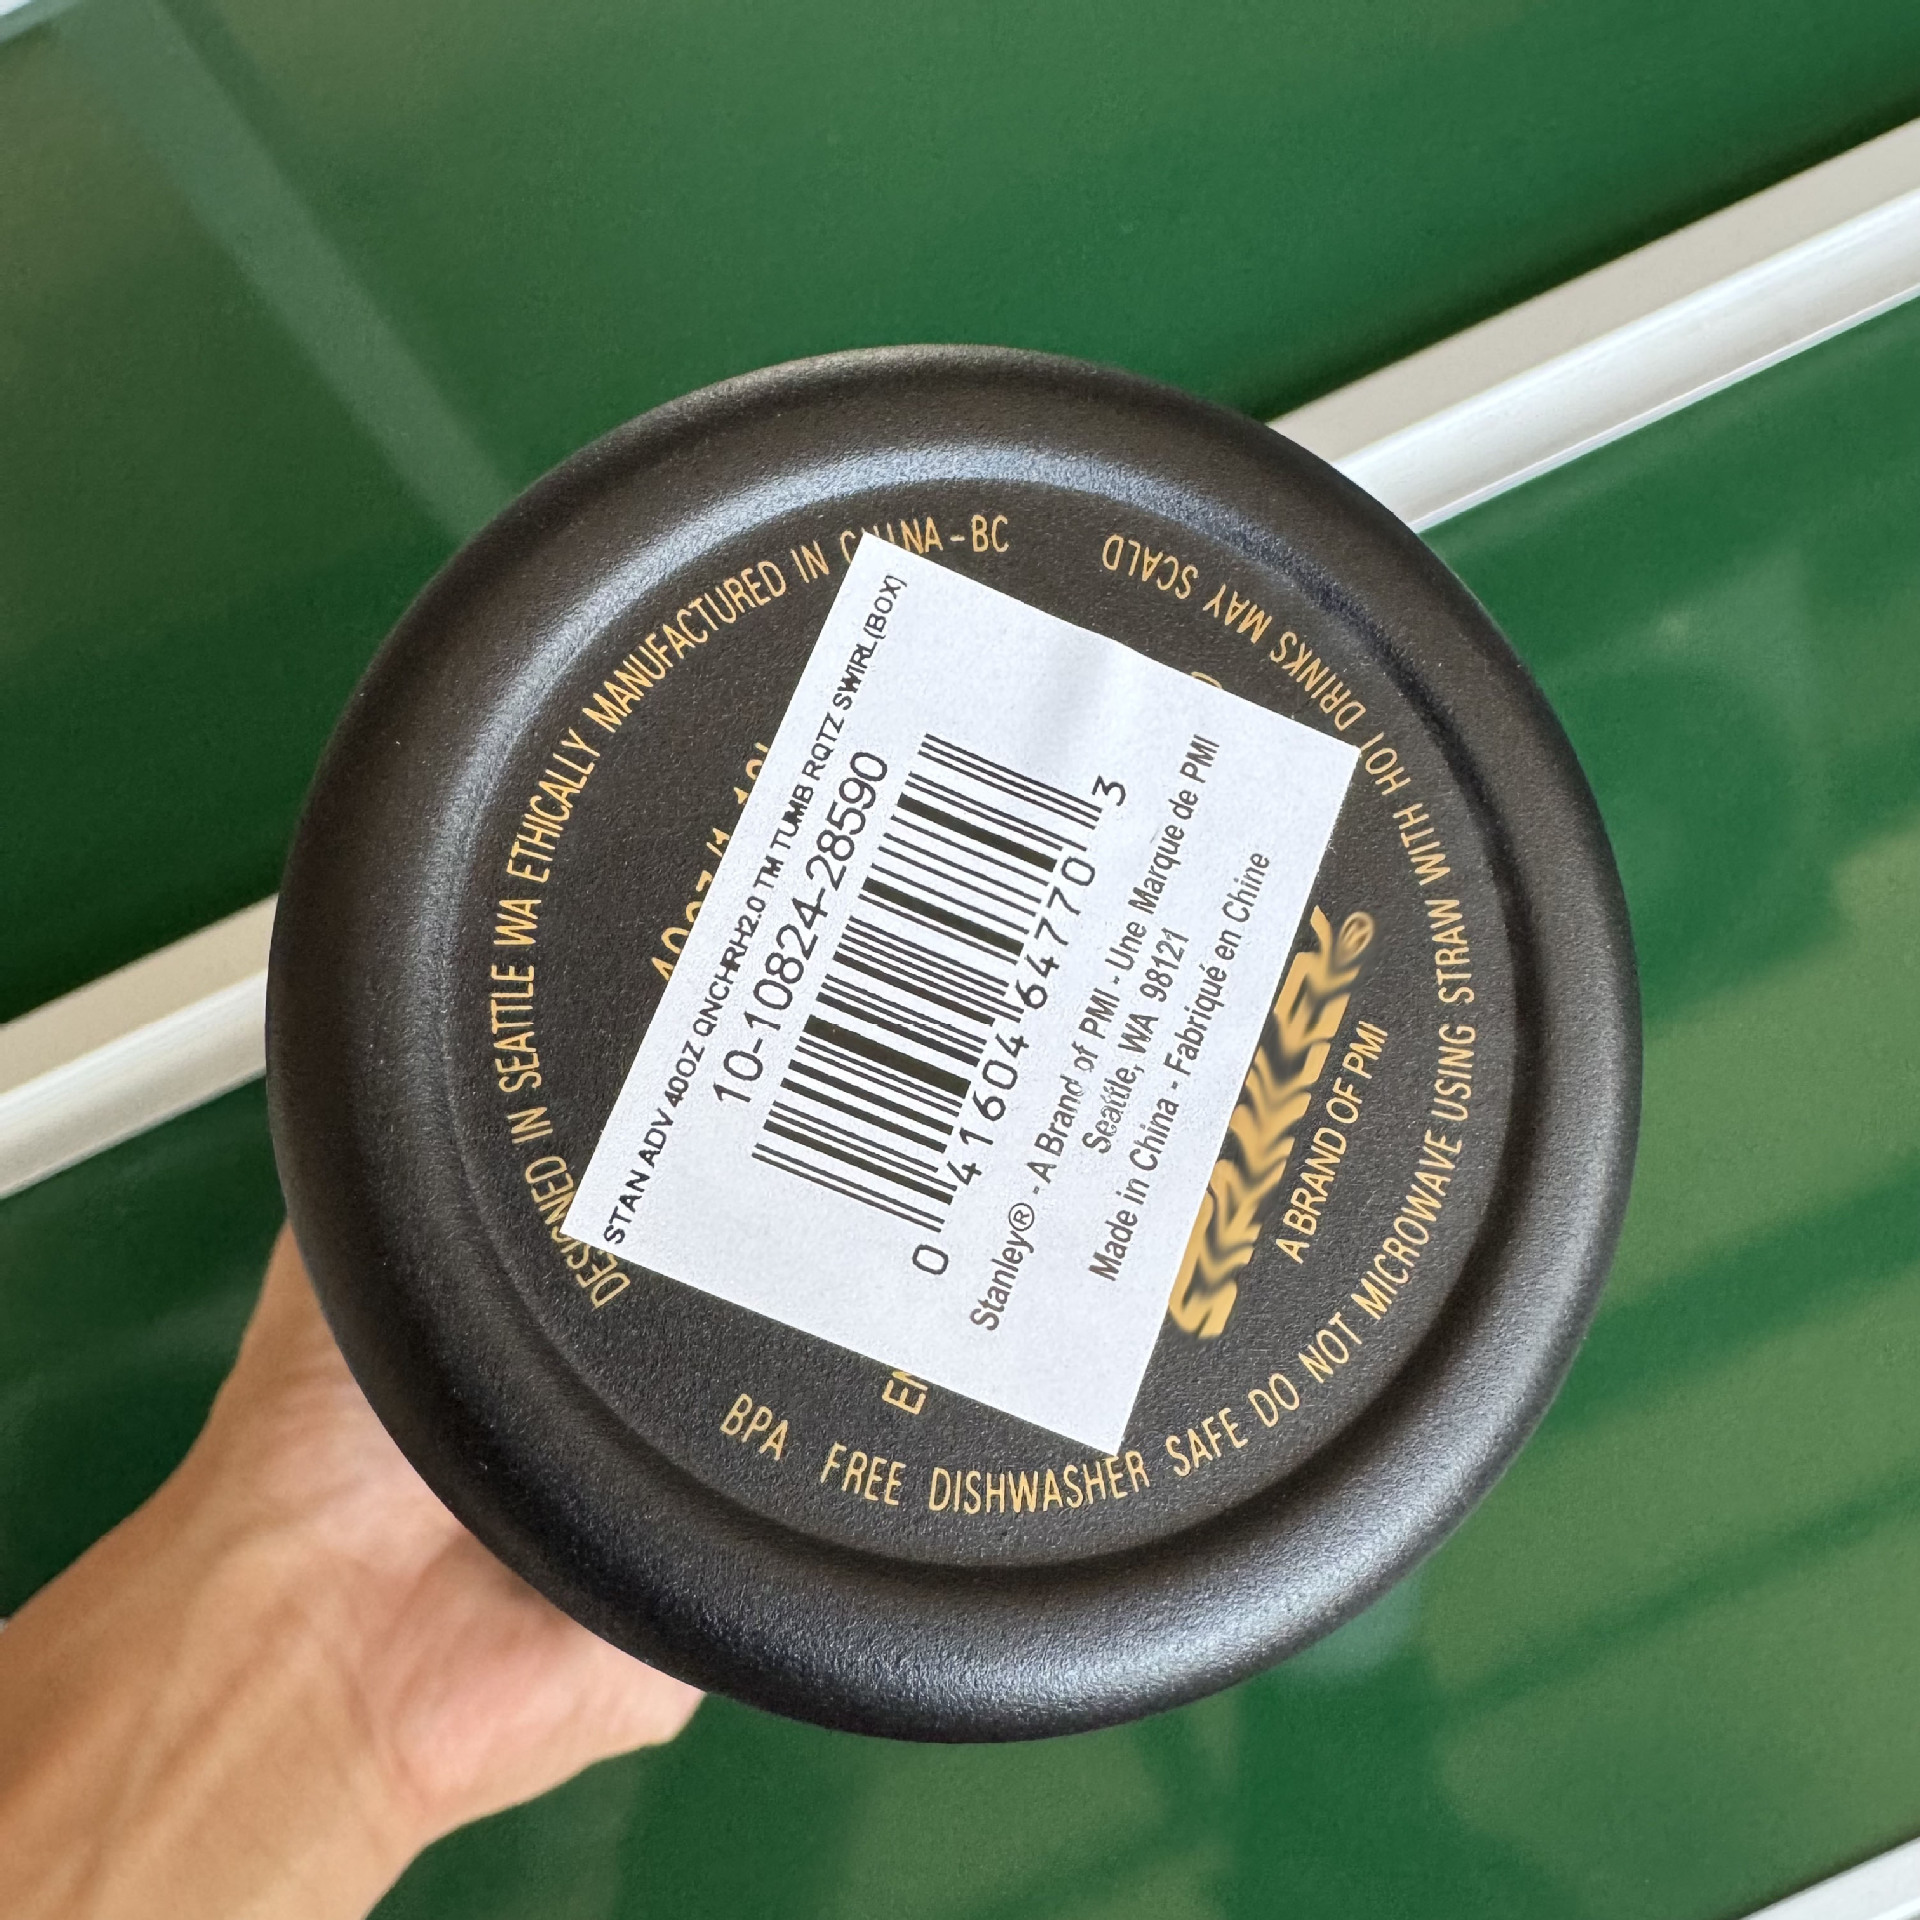 STAN ADV 40OZ QNCHRH2.0 TM TUMB RQTZ SWIRL(BOX)
10-10824-28590
0 41604 64770 3
Stanley® - A Brand of PMI - Une Marque de PMI
Seattle, WA 98121
Made in China - Fabriqué en Chine
DESIGNED IN SEATTLE WA ETHICALLY MANUFACTURED IN CHINA-BC
BPA FREE DISHWASHER SAFE DO NOT MICROWAVE USING STRAW WITH HOT DRINKS MAY SCALD
A BRAND OF PMI